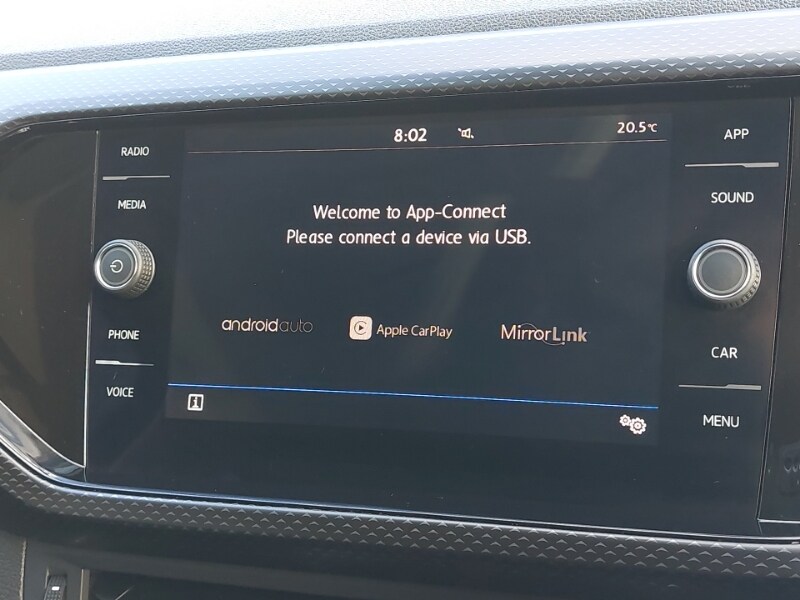 8:02
20.5°C
RADIO
MEDIA
PHONE
VOICE
Welcome to App-Connect
Please connect a device via USB.
androidauto
Apple CarPlay
MirrorLink
i
APP
SOUND
CAR
MENU